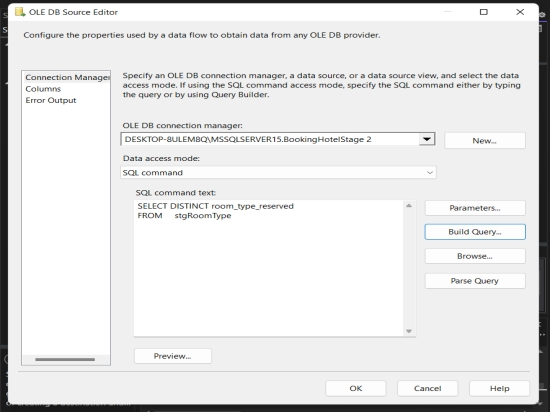 OLE DB Source Editor
Configure the properties used by a data flow to obtain data from any OLE DB provider.
Connection Manager
Columns
Error Output
Specify an OLE DB connection manager, a data source, or a data source view, and select the data
access mode. If using the SQL command access mode, specify the SQL command either by typing
the query or by using Query Builder.
OLE DB connection manager:
DESKTOP-8ULEM8Q\MSSQLSERVER15.BookingHotelStage 2
New...
Data access mode:
SQL command
SQL command text:
SELECT DISTINCT room_type_reserved
FROM stgRoomType
Parameters...
Build Query...
Browse...
Parse Query
Preview...
OK
Cancel
Help